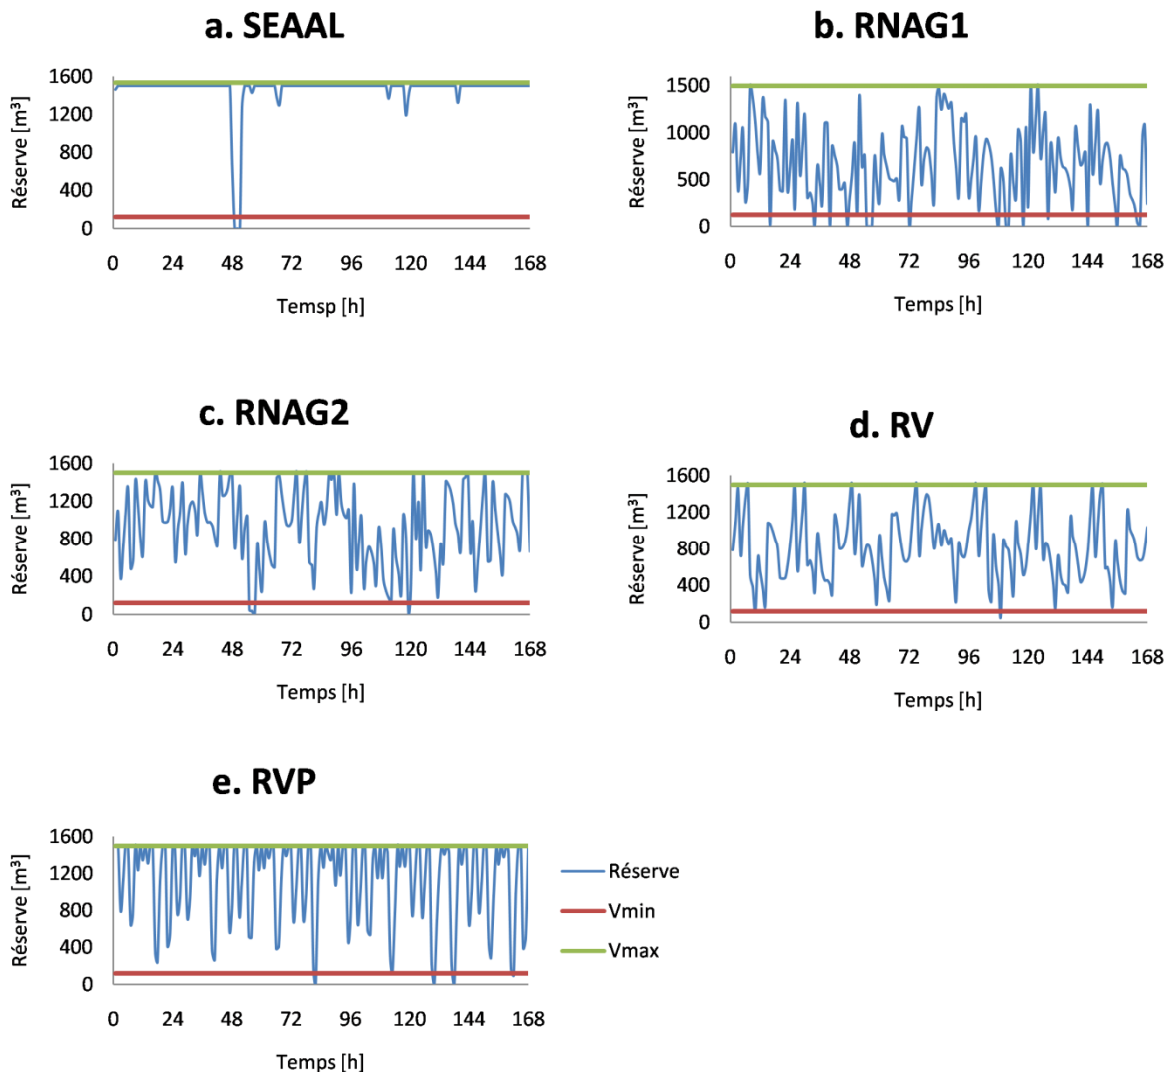 a. SEAAL
Réserve [m³]
1600
1200
800
400
0
0 24 48 72 96 120 144 168
Temsp [h]
b. RNAG1
Réserve [m³]
1500
1000
500
0
0 24 48 72 96 120 144 168
Temps [h]
c. RNAG2
Réserve [m³]
1600
1200
800
400
0
0 24 48 72 96 120 144 168
Temps [h]
d. RV
Réserve [m³]
1600
1200
800
400
0
0 24 48 72 96 120 144 168
Temps [h]
e. RVP
Réserve [m³]
1600
1200
800
400
0
0 24 48 72 96 120 144 168
Temps [h]
Réserve
Vmin
Vmax